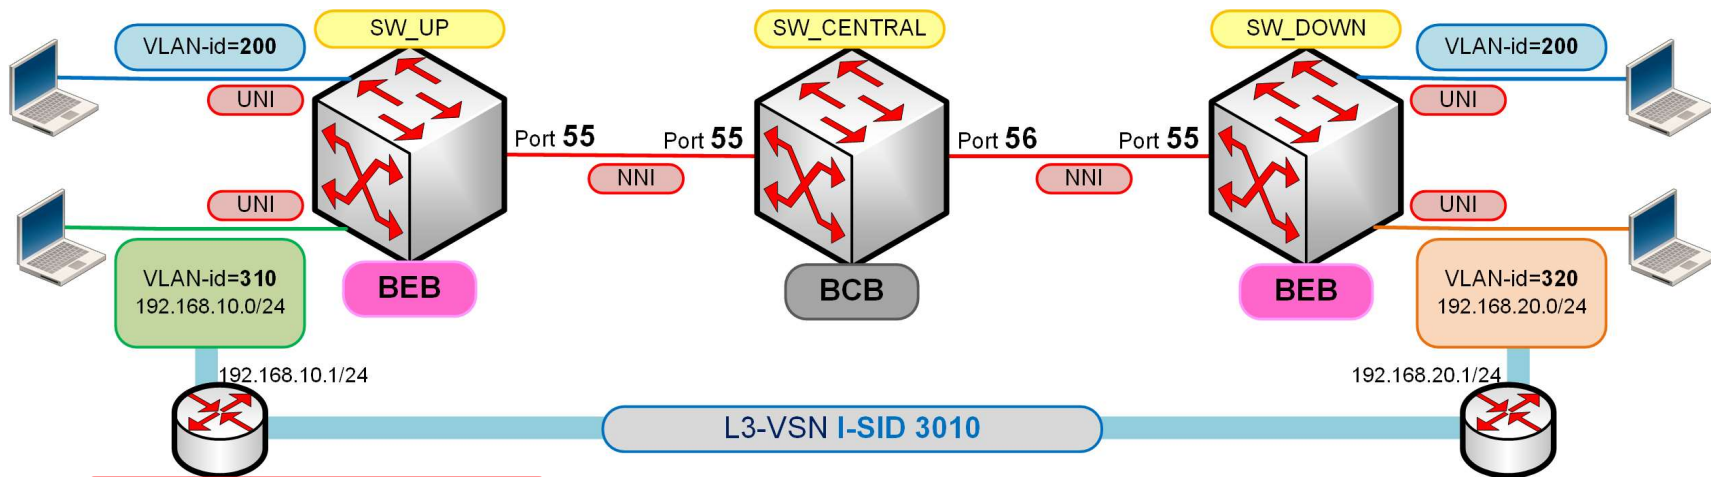 SW_UP
SW_CENTRAL
SW_DOWN
VLAN-id=200
VLAN-id=200
UNI
UNI
Port 55
Port 55
Port 56
Port 55
NNI
NNI
UNI
UNI
VLAN-id=310
192.168.10.0/24
BEB
BCB
BEB
VLAN-id=320
192.168.20.0/24
192.168.10.1/24
192.168.20.1/24
L3-VSN I-SID 3010